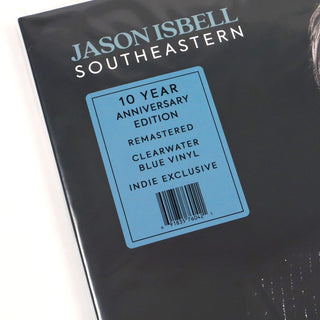 JASON ISBELL
SOUTHEASTERN
10 YEAR
ANNIVERSARY
EDITION
REMASTERED
CLEARWATER
BLUE VINYL
INDIE EXCLUSIVE